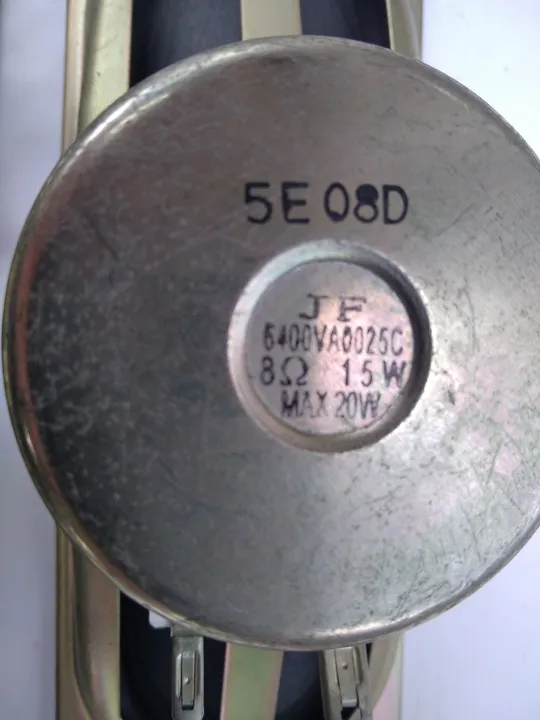 5E08D
JF
6400VA0025C
8Ω 15W
MAX 20W